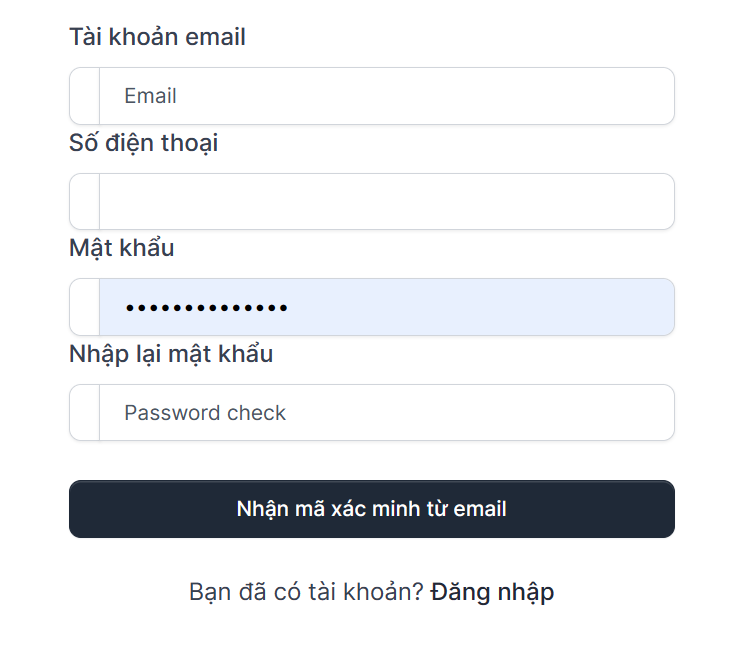 Tài khoản email
Email
Số điện thoại
Mật khẩu
••••••••••••••
Nhập lại mật khẩu
Password check
Nhận mã xác minh từ email
Bạn đã có tài khoản? Đăng nhập